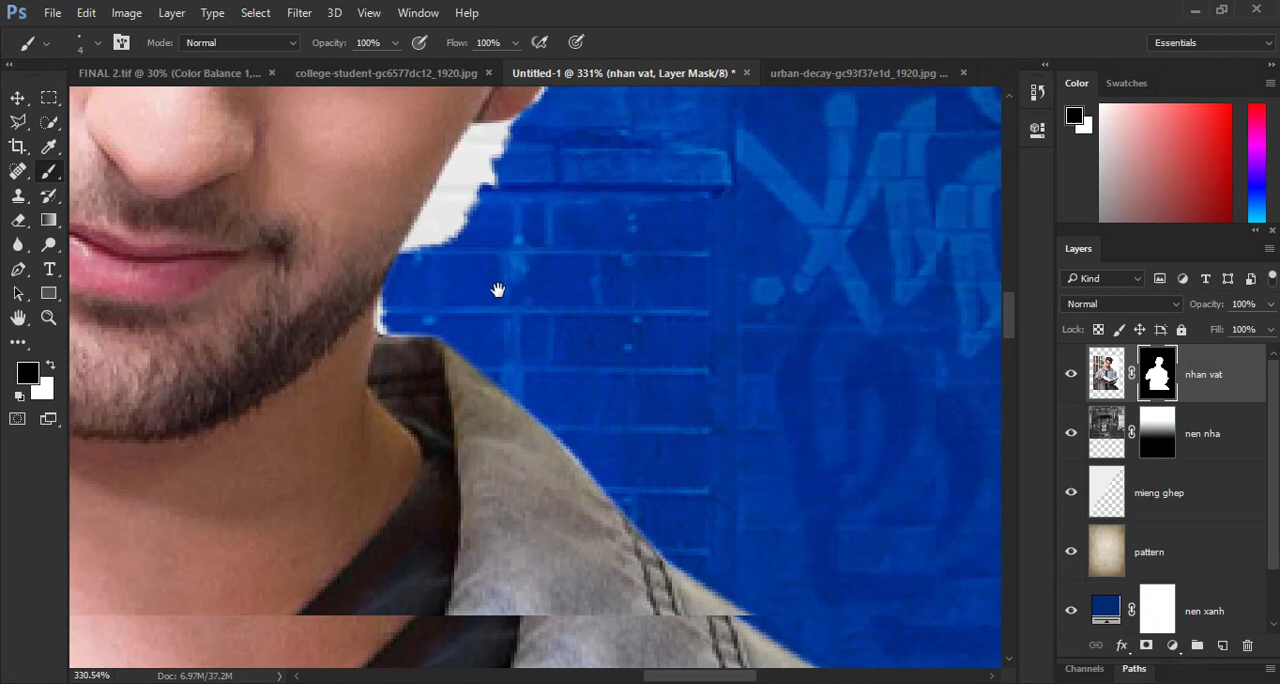 Ps File Edit Image Layer Type Select Filter 3D View Window Help
4 Mode: Normal Opacity: 100% Flow: 100% Essentials
FINAL 2.tif @ 30% (Color Balance 1,... × college-student-gc6577dc12_1920.jpg × Untitled-1 @ 331% (nhan vat, Layer Mask/8) * × urban-decay-gc93f37e1d_1920.jpg ... ×
Color Swatches
Layers
Kind
Normal Opacity: 100%
Lock: Fill: 100%
nhan vat
nen nha
mieng ghep
pattern
nen xanh
fx
Channels Paths
330.54% Doc: 6.97M/37.2M